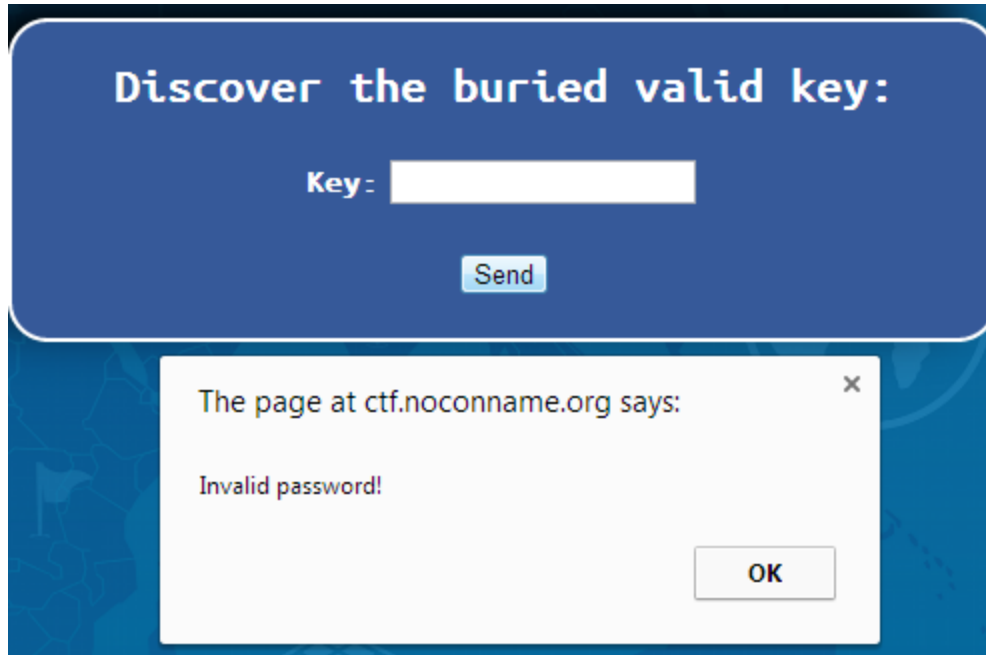 Discover the buried valid key:
Key:
Send
The page at ctf.noconname.org says:
×
Invalid password!
OK